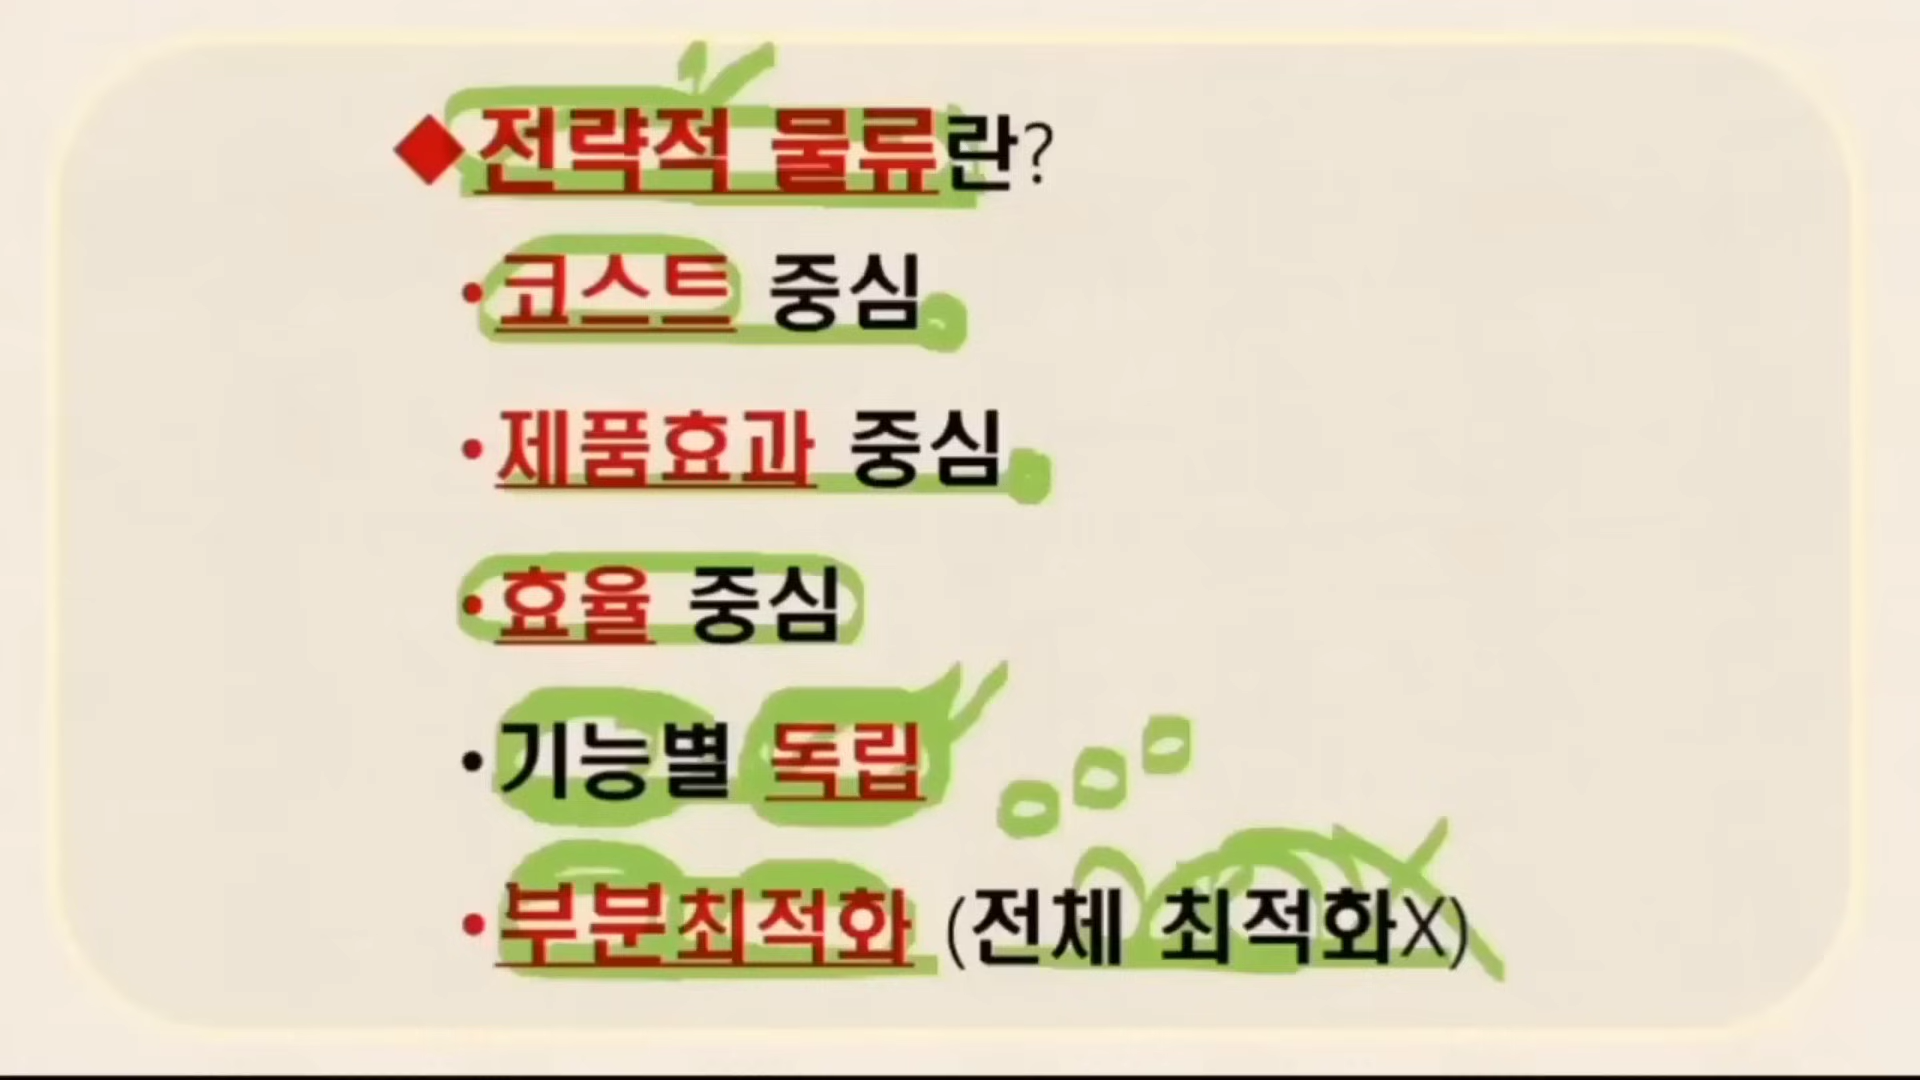 ◆전략적 물류란?
•코스트 중심
•제품효과 중심
•효율 중심
•기능별 독립
•부분최적화 (전체 최적화X)